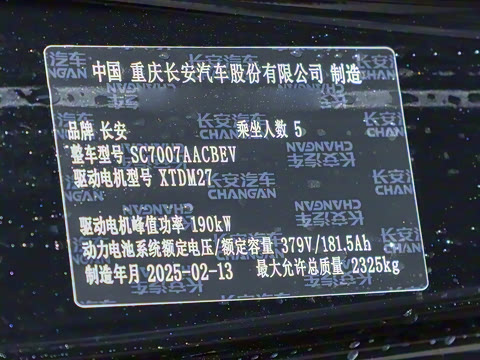 中国 重庆长安汽车股份有限公司 制造
品牌 长安 乘坐人数 5
整车型号 SC7007AACBEV
驱动电机型号 XTDM27
驱动电机峰值功率 190kW
动力电池系统额定电压/额定容量 379V/181.5Ah
制造年月 2025-02-13 最大允许总质量 2325kg